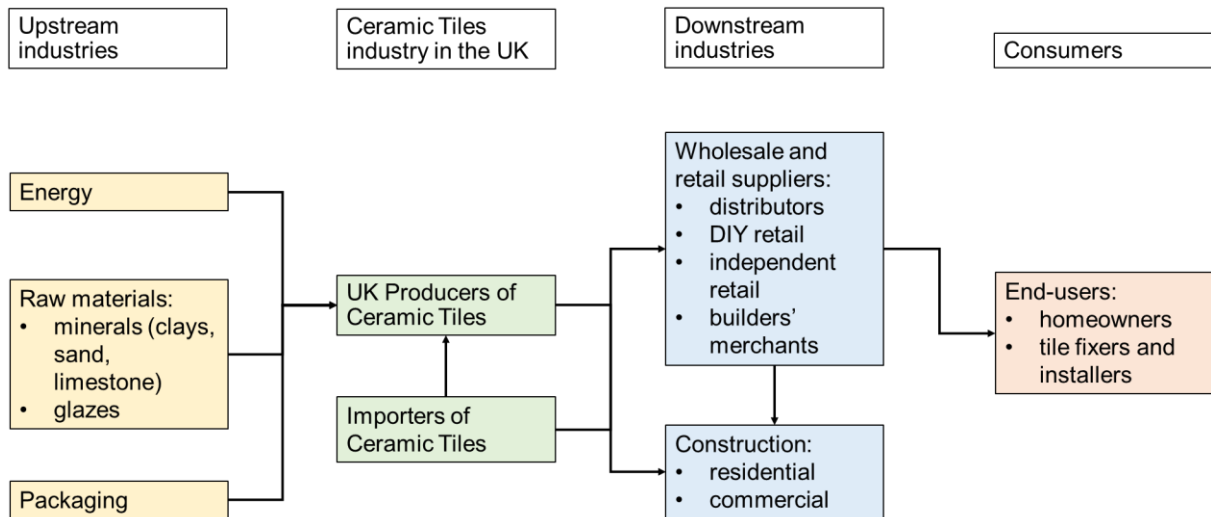 Upstream
industries
Ceramic Tiles
industry in the UK
Downstream
industries
Consumers
Energy
Raw materials:
• minerals (clays,
sand,
limestone)
• glazes
Packaging
UK Producers of
Ceramic Tiles
Importers of
Ceramic Tiles
Wholesale and
retail suppliers:
• distributors
• DIY retail
• independent
retail
• builders’
merchants
Construction:
• residential
• commercial
End-users:
• homeowners
• tile fixers and
installers